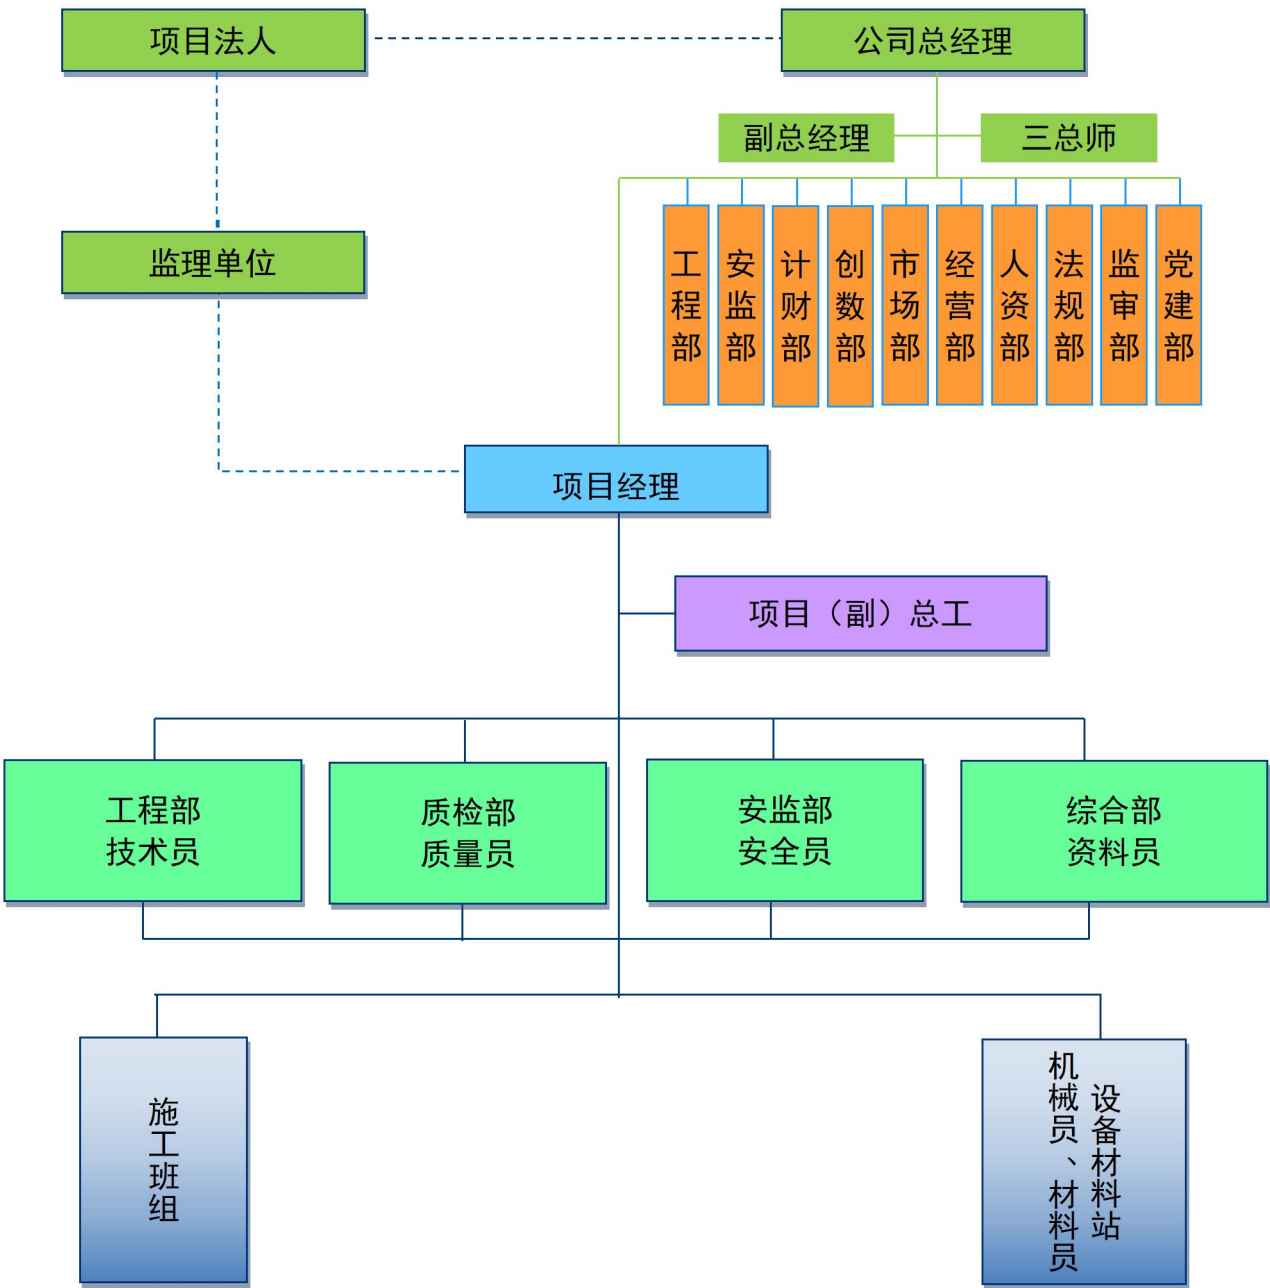 项目法人
公司总经理
副总经理
三总师
监理单位
工程部
安监部
计财部
创数部
市场部
经营部
人资部
法规部
监审部
党建部
项目经理
项目（副）总工
工程部
技术员
质检部
质量员
安监部
安全员
综合部
资料员
施工班组
设备材料站
机械员、材料员